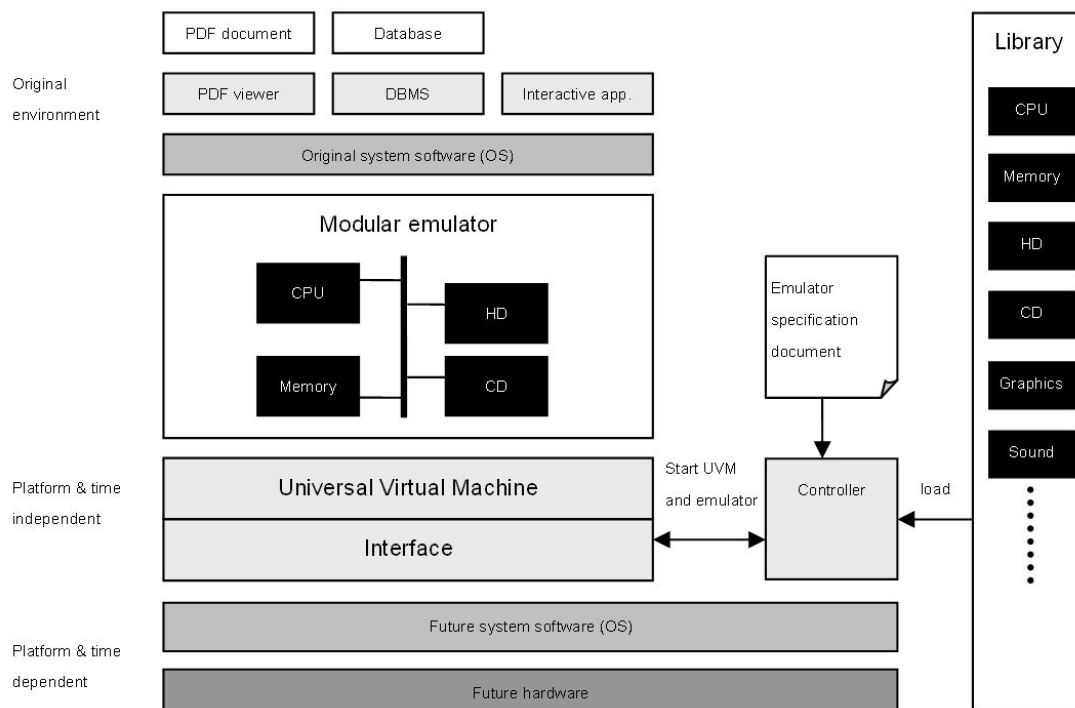 PDF document
Database
Library
Original
environment
PDF viewer
DBMS
Interactive app.
Original system software (OS)
Modular emulator
CPU
HD
Memory
CD
Emulator
specification
document
CPU
Memory
HD
CD
Graphics
Sound
Platform & time
independent
Universal Virtual Machine
Interface
Start UVM
and emulator
Controller
load
Platform & time
dependent
Future system software (OS)
Future hardware